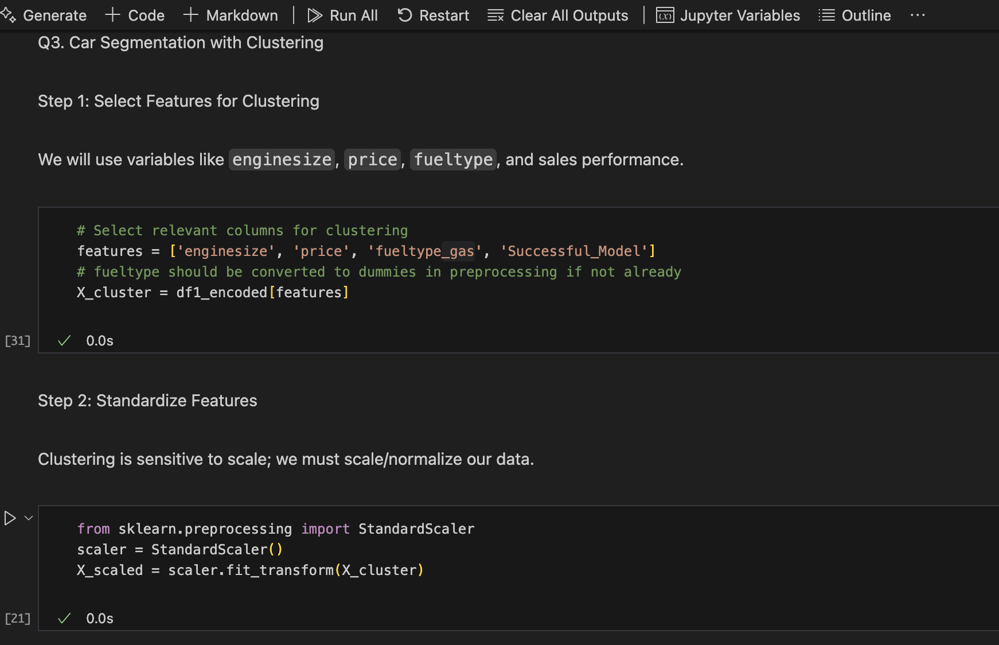 Generate + Code + Markdown | Run All Restart Clear All Outputs | (x) Jupyter Variables Outline ...
Q3. Car Segmentation with Clustering
Step 1: Select Features for Clustering
We will use variables like enginesize, price, fueltype, and sales performance.
# Select relevant columns for clustering
features = ['enginesize', 'price', 'fueltype_gas', 'Successful_Model']
# fueltype should be converted to dummies in preprocessing if not already
X_cluster = df1_encoded[features]
[31] ✓ 0.0s
Step 2: Standardize Features
Clustering is sensitive to scale; we must scale/normalize our data.
from sklearn.preprocessing import StandardScaler
scaler = StandardScaler()
X_scaled = scaler.fit_transform(X_cluster)
[21] ✓ 0.0s